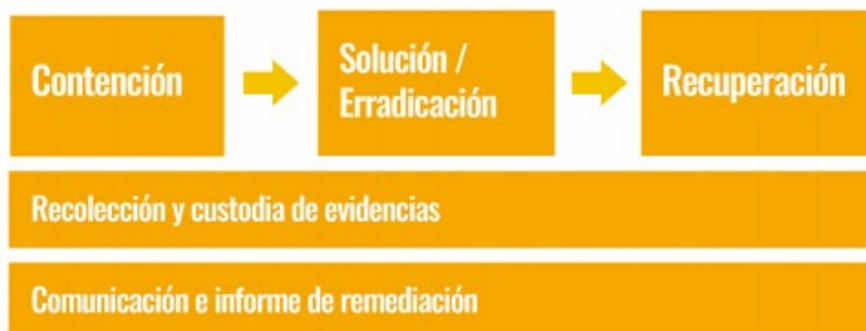 Contención
Solución /
Erradicación
Recuperación
Recolección y custodia de evidencias
Comunicación e informe de remediación